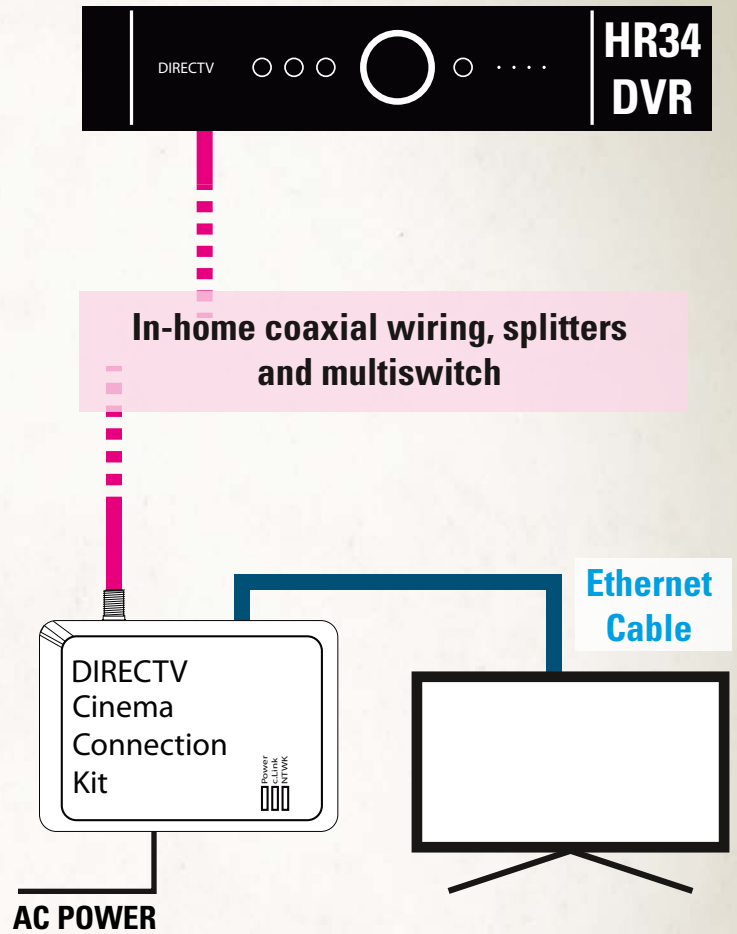 DIRECTV
HR34
DVR
In-home coaxial wiring, splitters
and multiswitch
Ethernet
Cable
DIRECTV
Cinema
Connection
Kit
Power
c.Link
NTWK
AC POWER